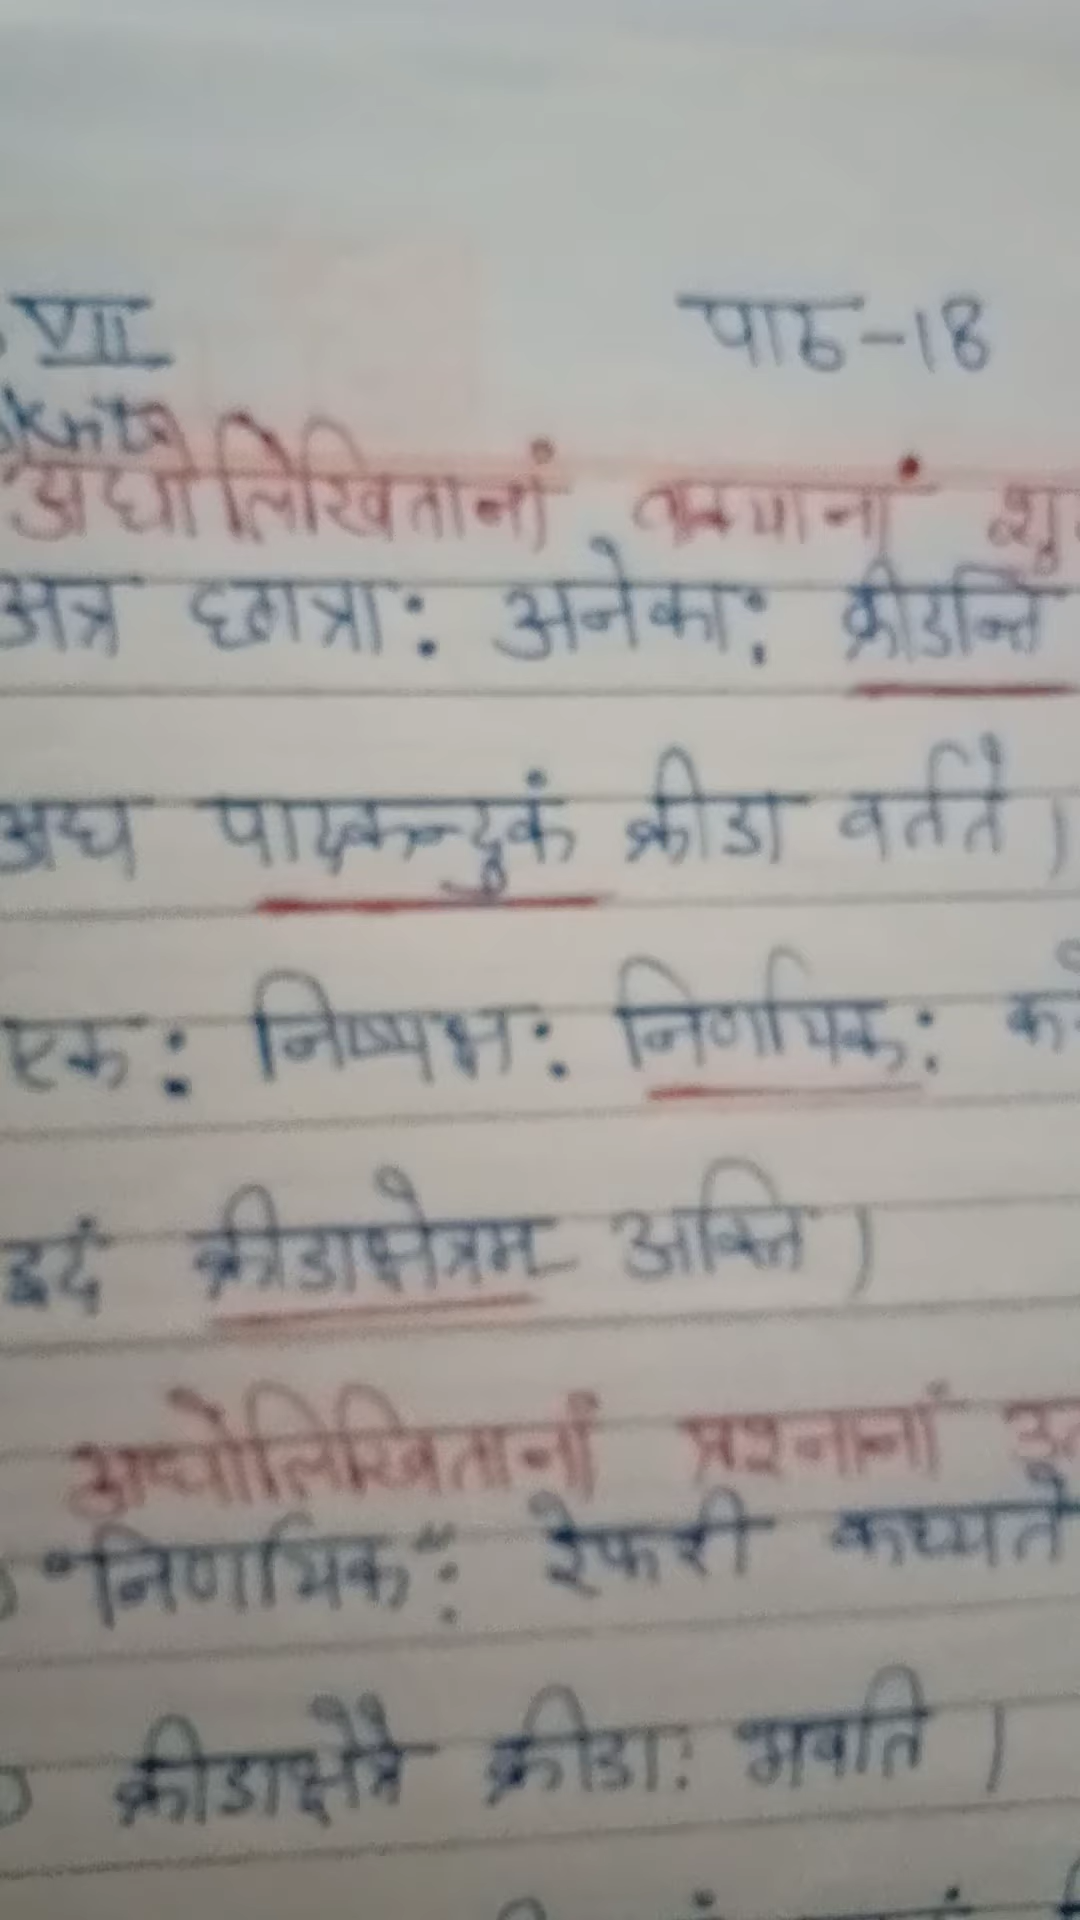 VII पाठ-18
अधोलिखितानां
अत्र छात्राः अनेकाः क्रीडन्ति
अद्य पादकन्दुकं क्रीडा वर्तते ।
एकः निष्पक्षः निर्णायकः
इदं क्रीडाक्षेत्रम् अस्ति ।
अधोलिखितानां प्रश्नानां
"निर्णायकः" रेफरी कथ्यते
क्रीडाक्षेत्रे क्रीडाः भवति ।